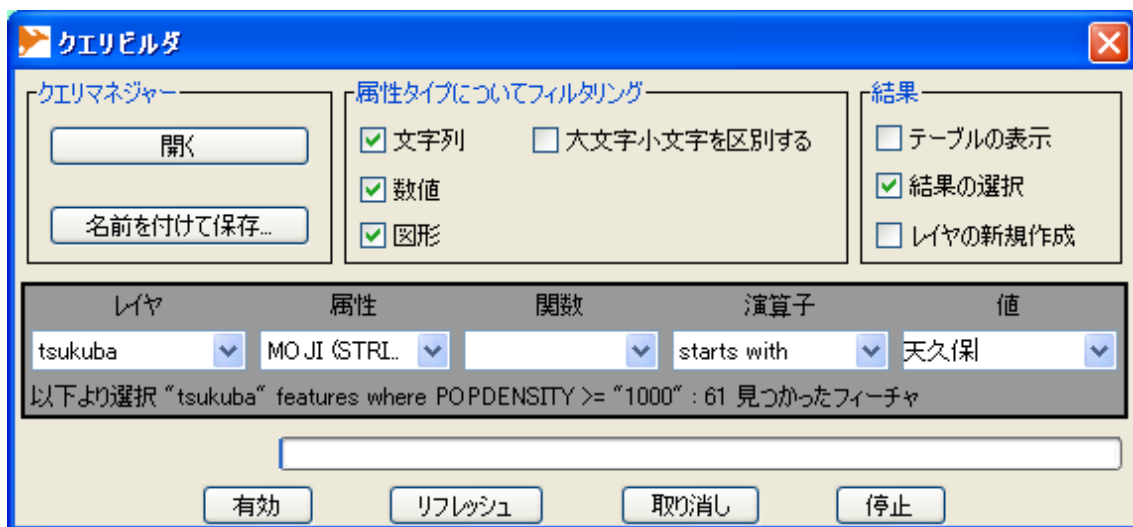 クエリビルダ
クエリマネジャー
開く
名前を付けて保存...
属性タイプについてフィルタリング
文字列 大文字小文字を区別する
数値
図形
結果
テーブルの表示
結果の選択
レイヤの新規作成
レイヤ 属性 関数 演算子 値
tsukuba MOJI (STRI... starts with 天久保
以下より選択 "tsukuba" features where POPDENSITY >= "1000" : 61 見つかったフィーチャ
有効 リフレッシュ 取り消し 停止